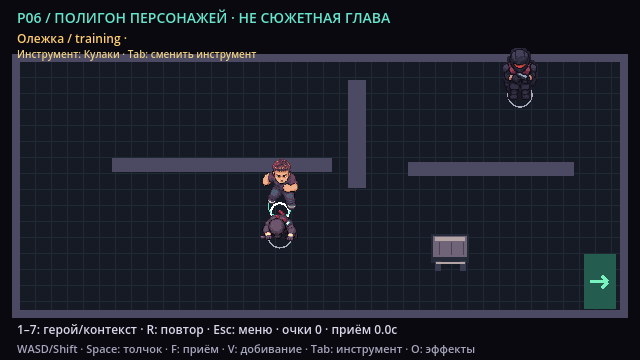 P06 / ПОЛИГОН ПЕРСОНАЖЕЙ · НЕ СЮЖЕТНАЯ ГЛАВА
Олежка / training ·
Инструмент: Кулаки · Tab: сменить инструмент
1–7: герой/контекст · R: повтор · Esc: меню · очки 0 · приём 0.0с
WASD/Shift · Space: толчок · F: приём · V: добивание · Tab: инструмент · O: эффекты